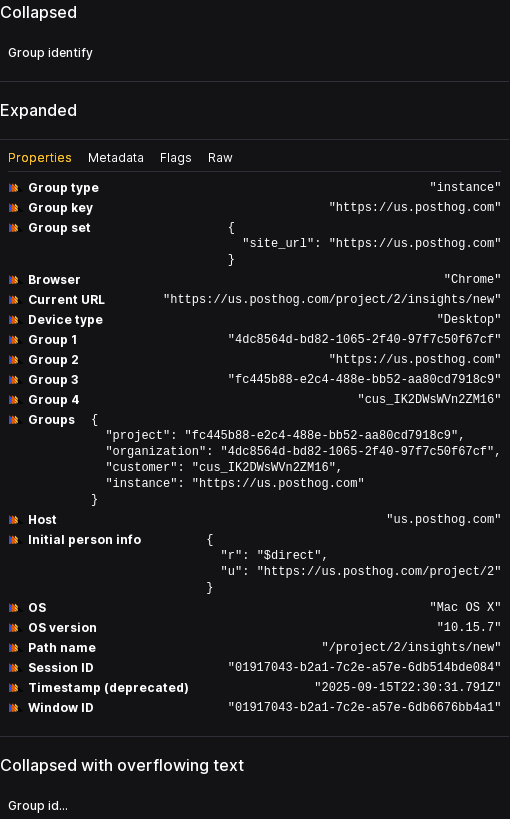 Collapsed
Group identify
Expanded
Properties Metadata Flags Raw
Group type "instance"
Group key "https://us.posthog.com"
Group set {
"site_url": "https://us.posthog.com"
}
Browser "Chrome"
Current URL "https://us.posthog.com/project/2/insights/new"
Device type "Desktop"
Group 1 "4dc8564d-bd82-1065-2f40-97f7c50f67cf"
Group 2 "https://us.posthog.com"
Group 3 "fc445b88-e2c4-488e-bb52-aa80cd7918c9"
Group 4 "cus_IK2DWsWVn2ZM16"
Groups {
"project": "fc445b88-e2c4-488e-bb52-aa80cd7918c9",
"organization": "4dc8564d-bd82-1065-2f40-97f7c50f67cf",
"customer": "cus_IK2DWsWVn2ZM16",
"instance": "https://us.posthog.com"
}
Host "us.posthog.com"
Initial person info {
"r": "$direct",
"u": "https://us.posthog.com/project/2"
}
OS "Mac OS X"
OS version "10.15.7"
Path name "/project/2/insights/new"
Session ID "01917043-b2a1-7c2e-a57e-6db514bde084"
Timestamp (deprecated) "2025-09-15T22:30:31.791Z"
Window ID "01917043-b2a1-7c2e-a57e-6db6676bb4a1"
Collapsed with overflowing text
Group id...